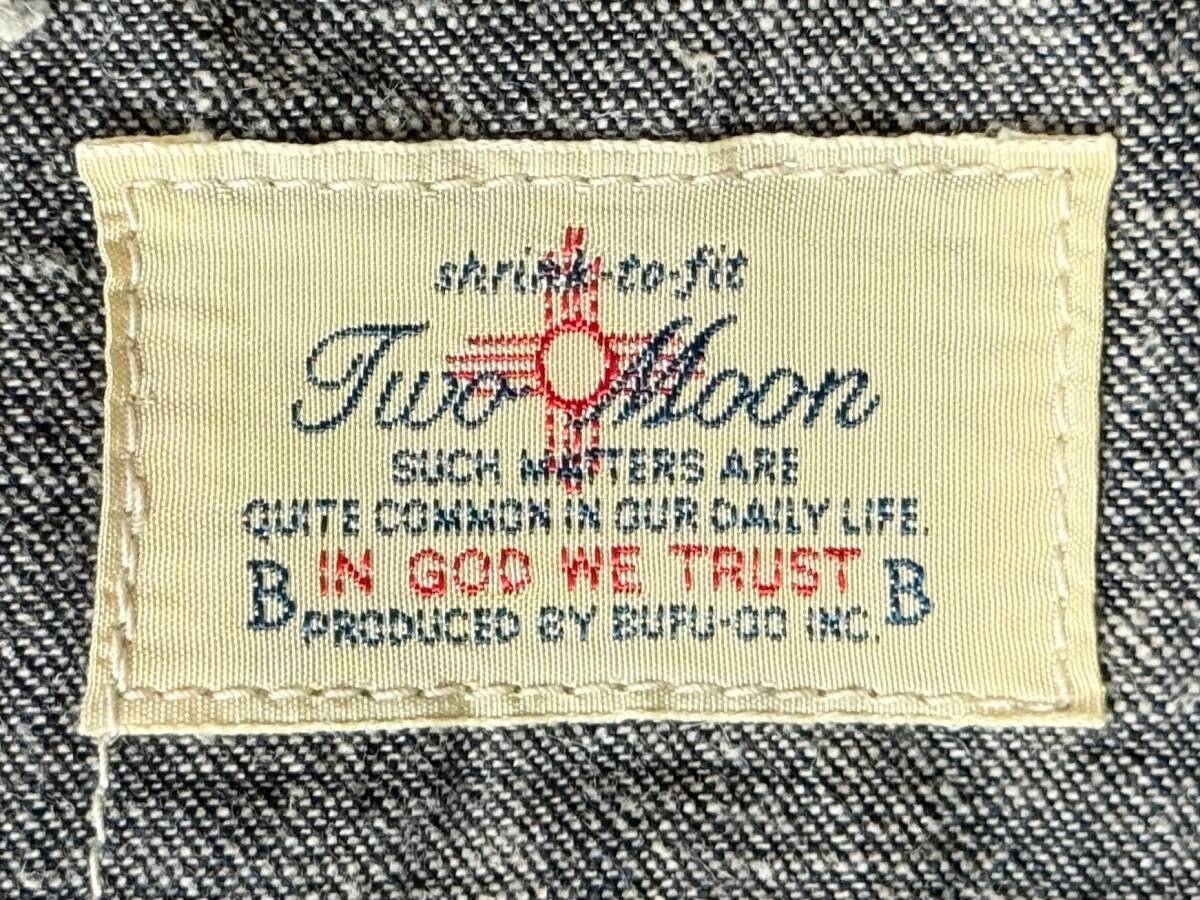 shrink-to-fit
Two Moon
SUCH MATTERS ARE
QUITE COMMON IN OUR DAILY LIFE.
IN GOD WE TRUST
B PRODUCED BY BUFU-DO INC. B